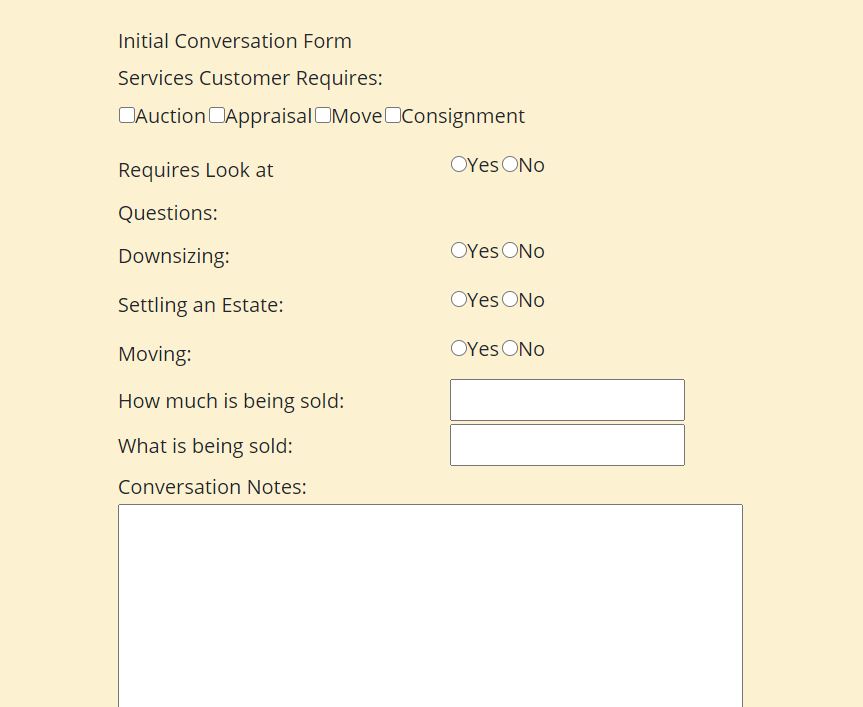 Initial Conversation Form
Services Customer Requires:
Auction Appraisal Move Consignment
Requires Look at Yes No
Questions:
Downsizing: Yes No
Settling an Estate: Yes No
Moving: Yes No
How much is being sold:
What is being sold:
Conversation Notes: